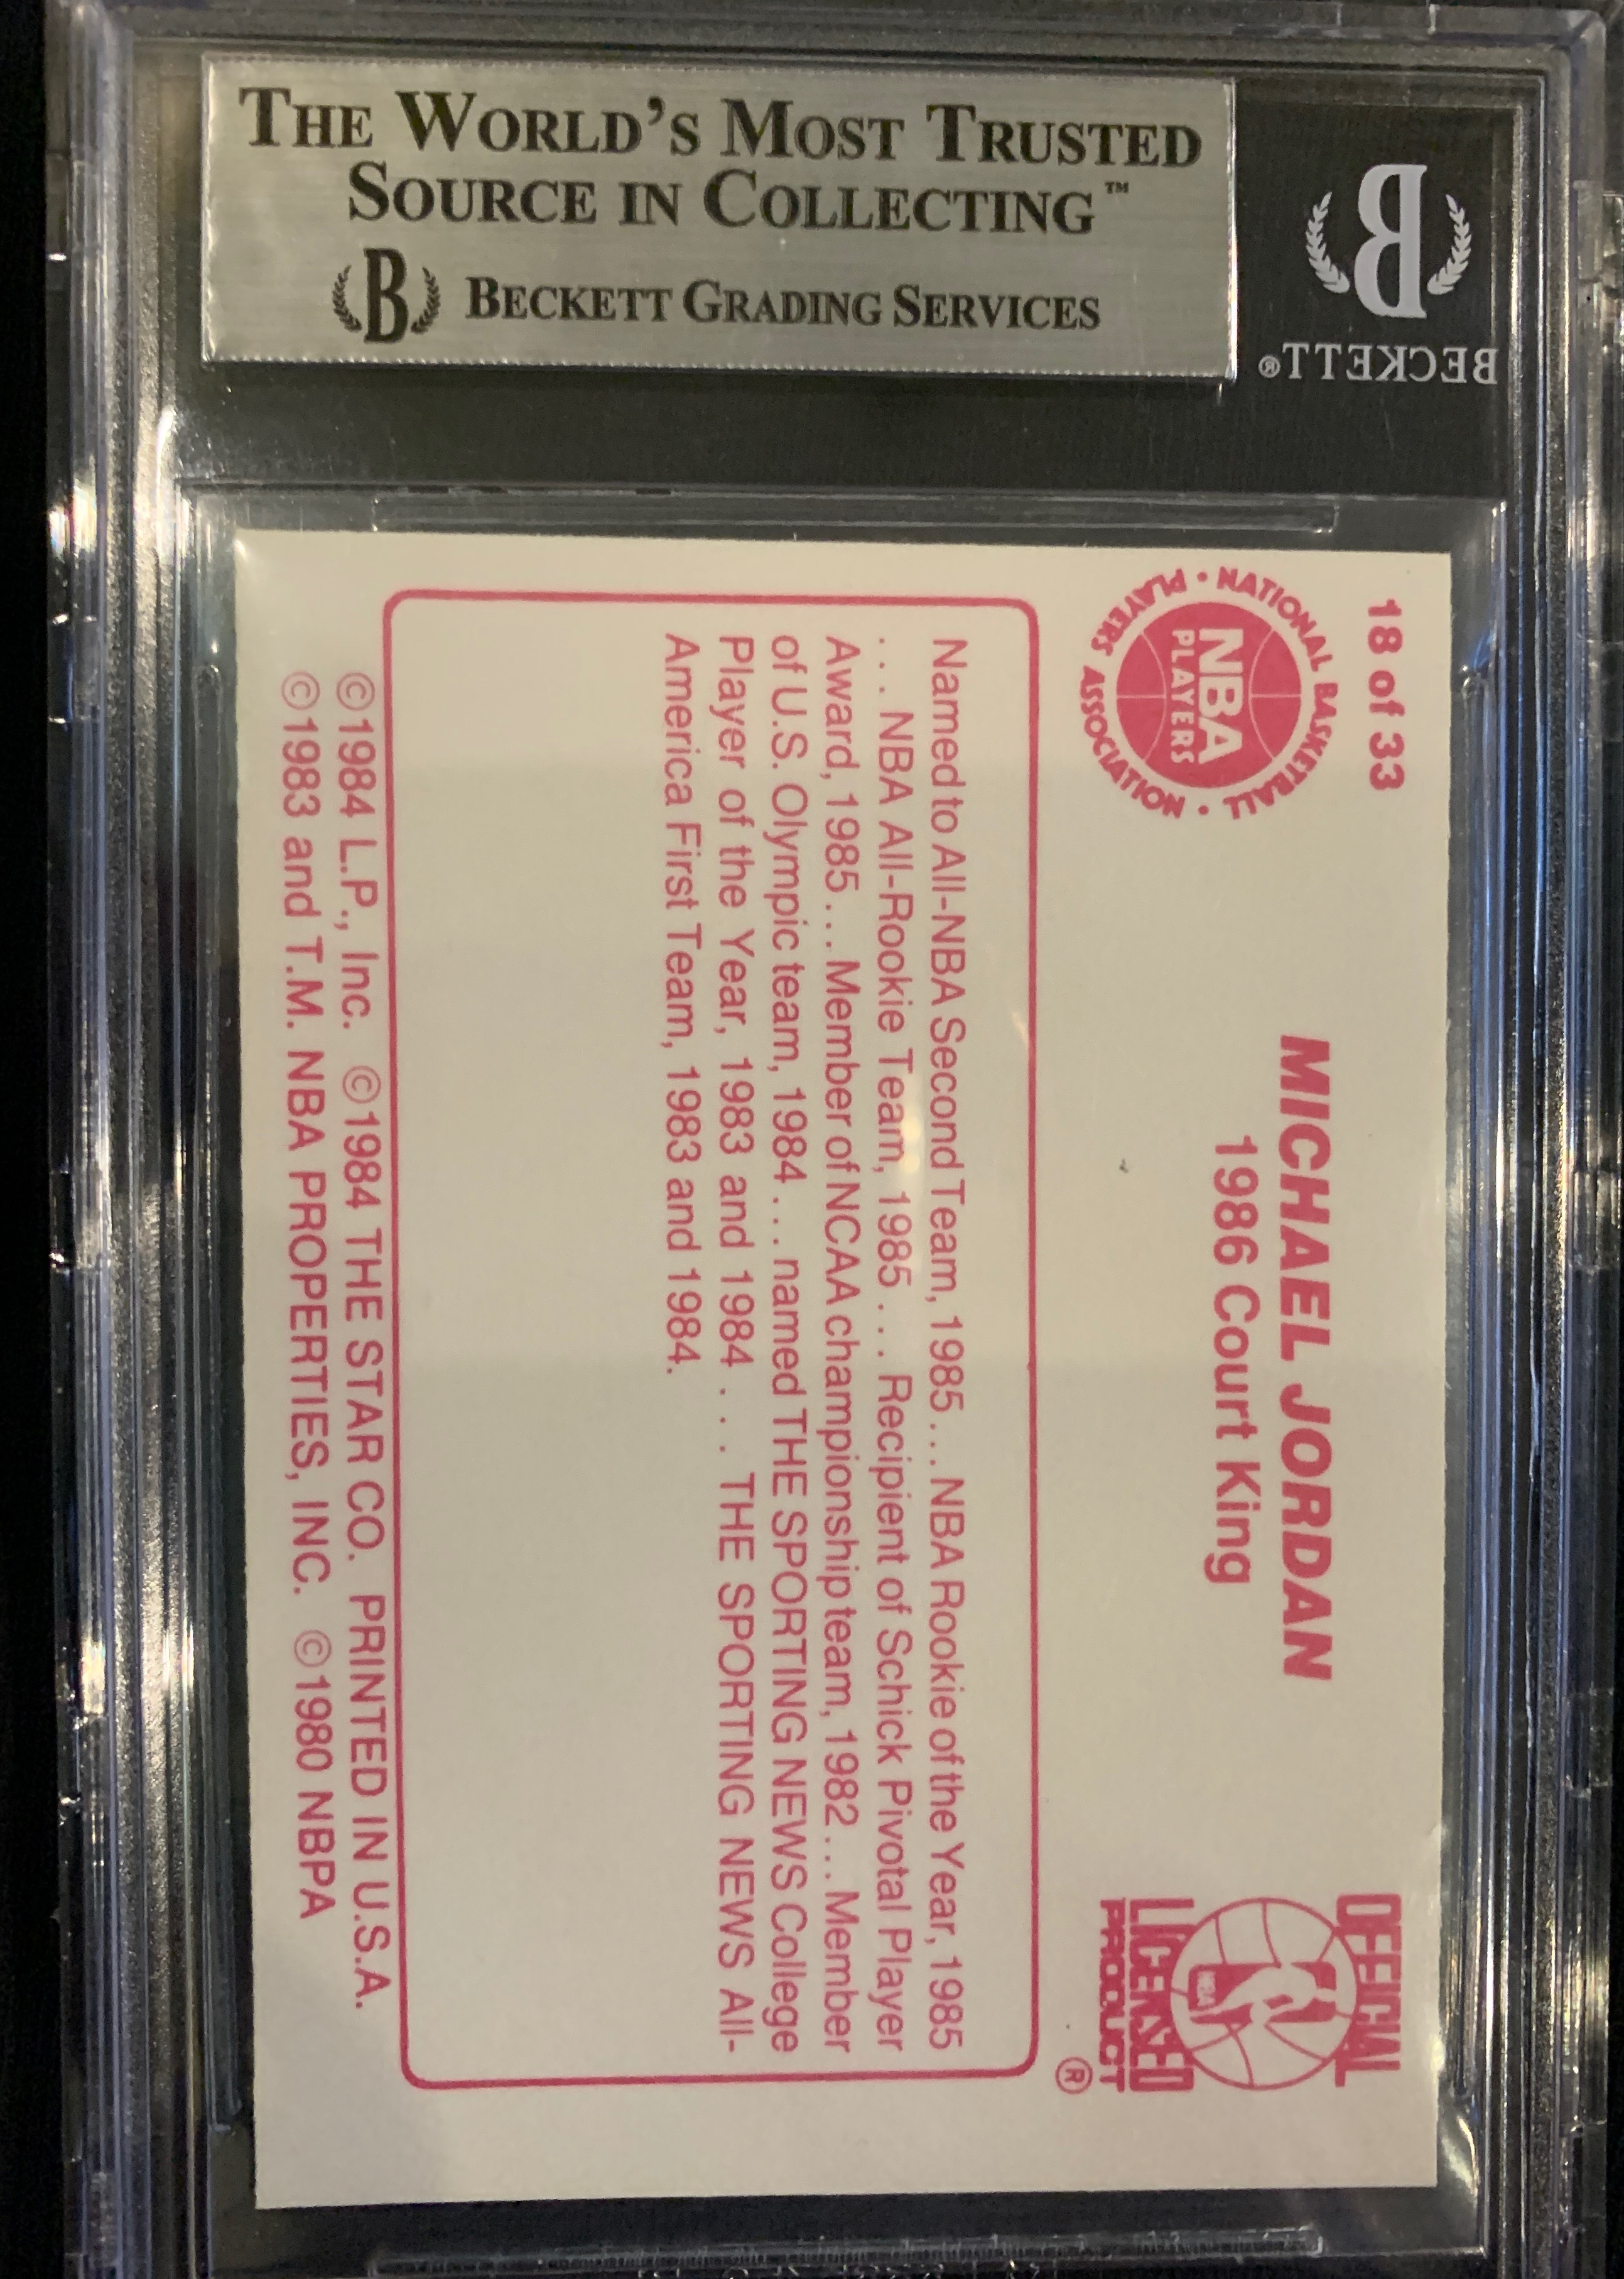 THE WORLD'S MOST TRUSTED
SOURCE IN COLLECTING™
B BECKETT GRADING SERVICES
B
BECKETT®
18 of 33
NATIONAL BASKETBALL PLAYERS ASSOCIATION
NBA
PLAYERS
MICHAEL JORDAN
1986 Court King
OFFICIAL
NBA
LICENSED
PRODUCT
®
Named to All-NBA Second Team, 1985 . . . NBA Rookie of the Year, 1985
. . . NBA All-Rookie Team, 1985 . . . Recipient of Schick Pivotal Player
Award, 1985 . . . Member of NCAA championship team, 1982 . . . Member
of U.S. Olympic team, 1984 . . . named THE SPORTING NEWS College
Player of the Year, 1983 and 1984 . . . THE SPORTING NEWS All-
America First Team, 1983 and 1984.
©1984 L.P., Inc. ©1984 THE STAR CO. PRINTED IN U.S.A.
©1983 and T.M. NBA PROPERTIES, INC. ©1980 NBPA